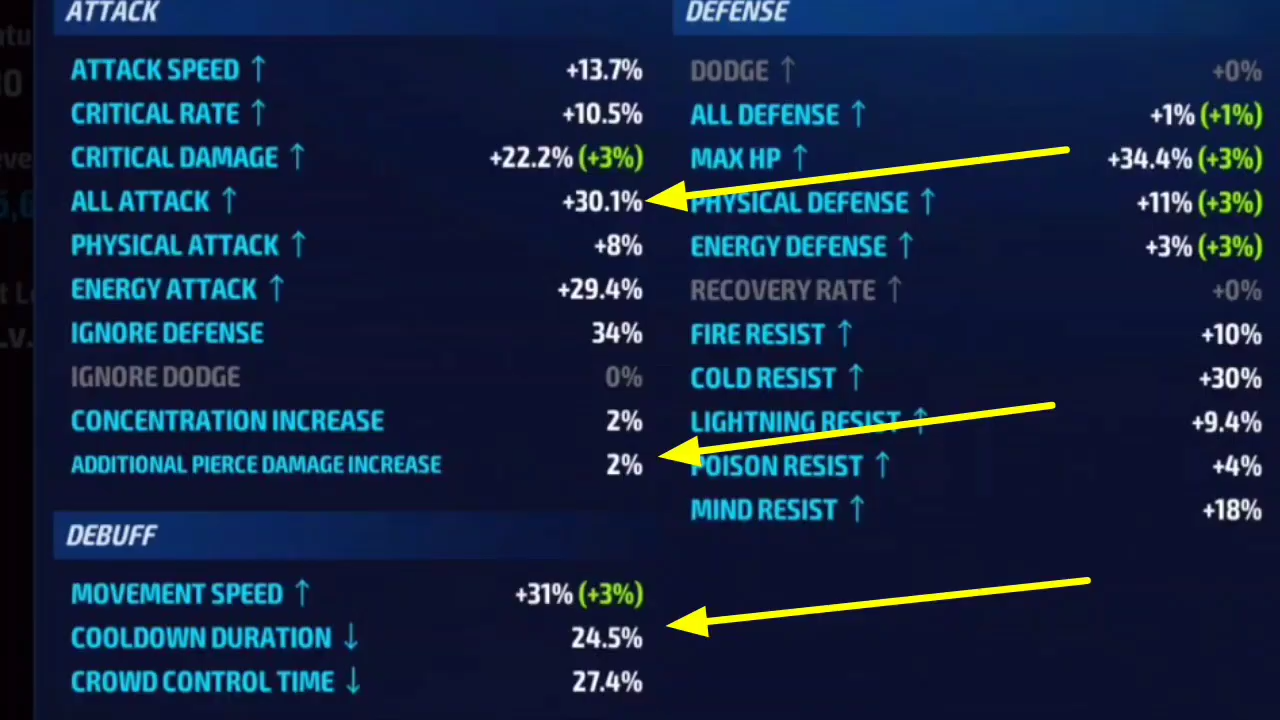 ATTACK
ATTACK SPEED ↑ +13.7%
CRITICAL RATE ↑ +10.5%
CRITICAL DAMAGE ↑ +22.2% (+3%)
ALL ATTACK ↑ +30.1%
PHYSICAL ATTACK ↑ +8%
ENERGY ATTACK ↑ +29.4%
IGNORE DEFENSE 34%
IGNORE DODGE 0%
CONCENTRATION INCREASE 2%
ADDITIONAL PIERCE DAMAGE INCREASE 2%
DEBUFF
MOVEMENT SPEED ↑ +31% (+3%)
COOLDOWN DURATION ↓ 24.5%
CROWD CONTROL TIME ↓ 27.4%
DEFENSE
DODGE ↑ +0%
ALL DEFENSE ↑ +1% (+1%)
MAX HP ↑ +34.4% (+3%)
PHYSICAL DEFENSE ↑ +11% (+3%)
ENERGY DEFENSE ↑ +3% (+3%)
RECOVERY RATE ↑ +0%
FIRE RESIST ↑ +10%
COLD RESIST ↑ +30%
LIGHTNING RESIST ↑ +9.4%
POISON RESIST ↑ +4%
MIND RESIST ↑ +18%